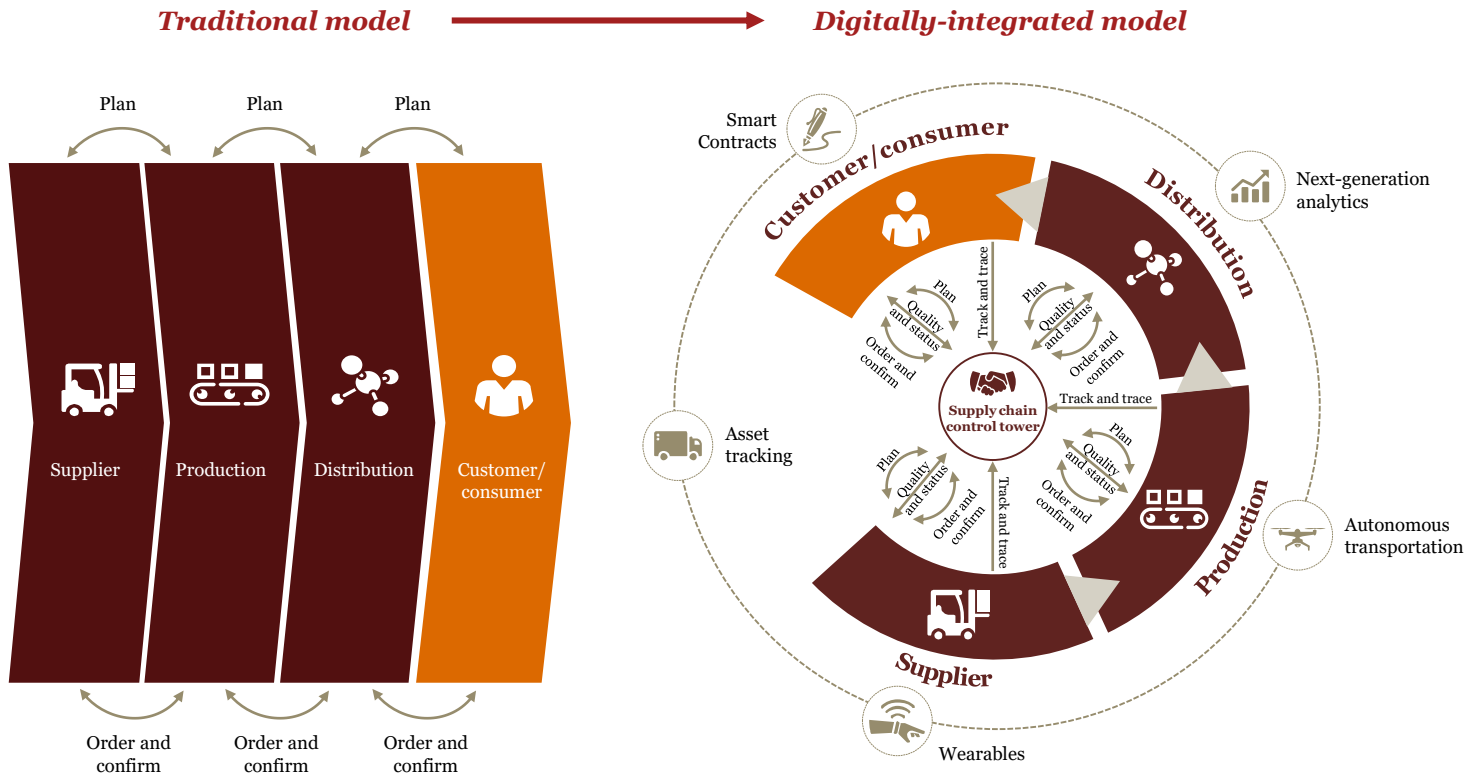 Traditional model
Digitally-integrated model
Plan
Plan
Plan
Supplier
Production
Distribution
Customer/
consumer
Order and
confirm
Order and
confirm
Order and
confirm
Smart
Contracts
Next-generation
analytics
Asset
tracking
Autonomous
transportation
Wearables
Customer/consumer
Distribution
Production
Supplier
Plan
Quality
and status
Order and
confirm
Track and trace
Plan
Quality
and status
Order and
confirm
Supply chain
control tower
Track and trace
Plan
Quality
and status
Order and
confirm
Track and trace
Plan
Quality
and status
Order and
confirm